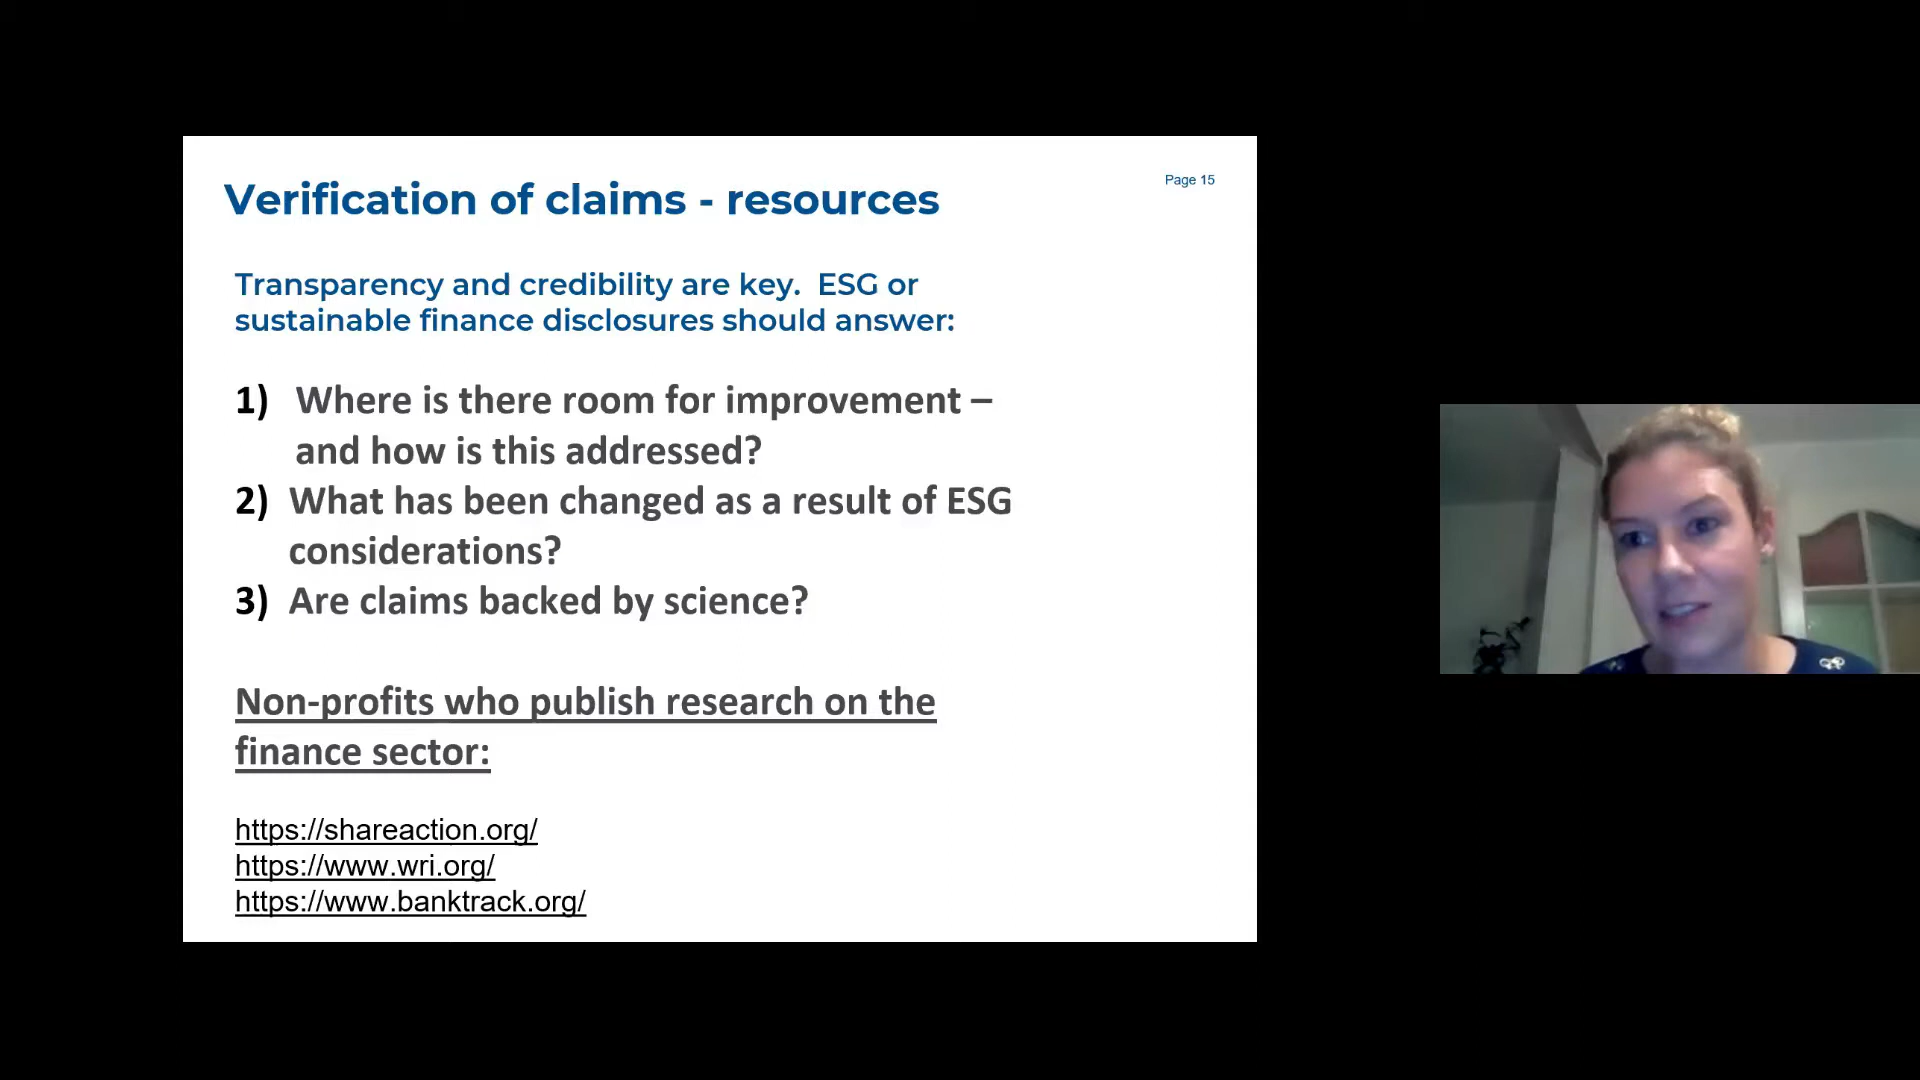 Verification of claims - resources
Page 15
Transparency and credibility are key.  ESG or
sustainable finance disclosures should answer:
1) Where is there room for improvement –
and how is this addressed?
2) What has been changed as a result of ESG
considerations?
3) Are claims backed by science?
Non-profits who publish research on the
finance sector:
https://shareaction.org/
https://www.wri.org/
https://www.banktrack.org/